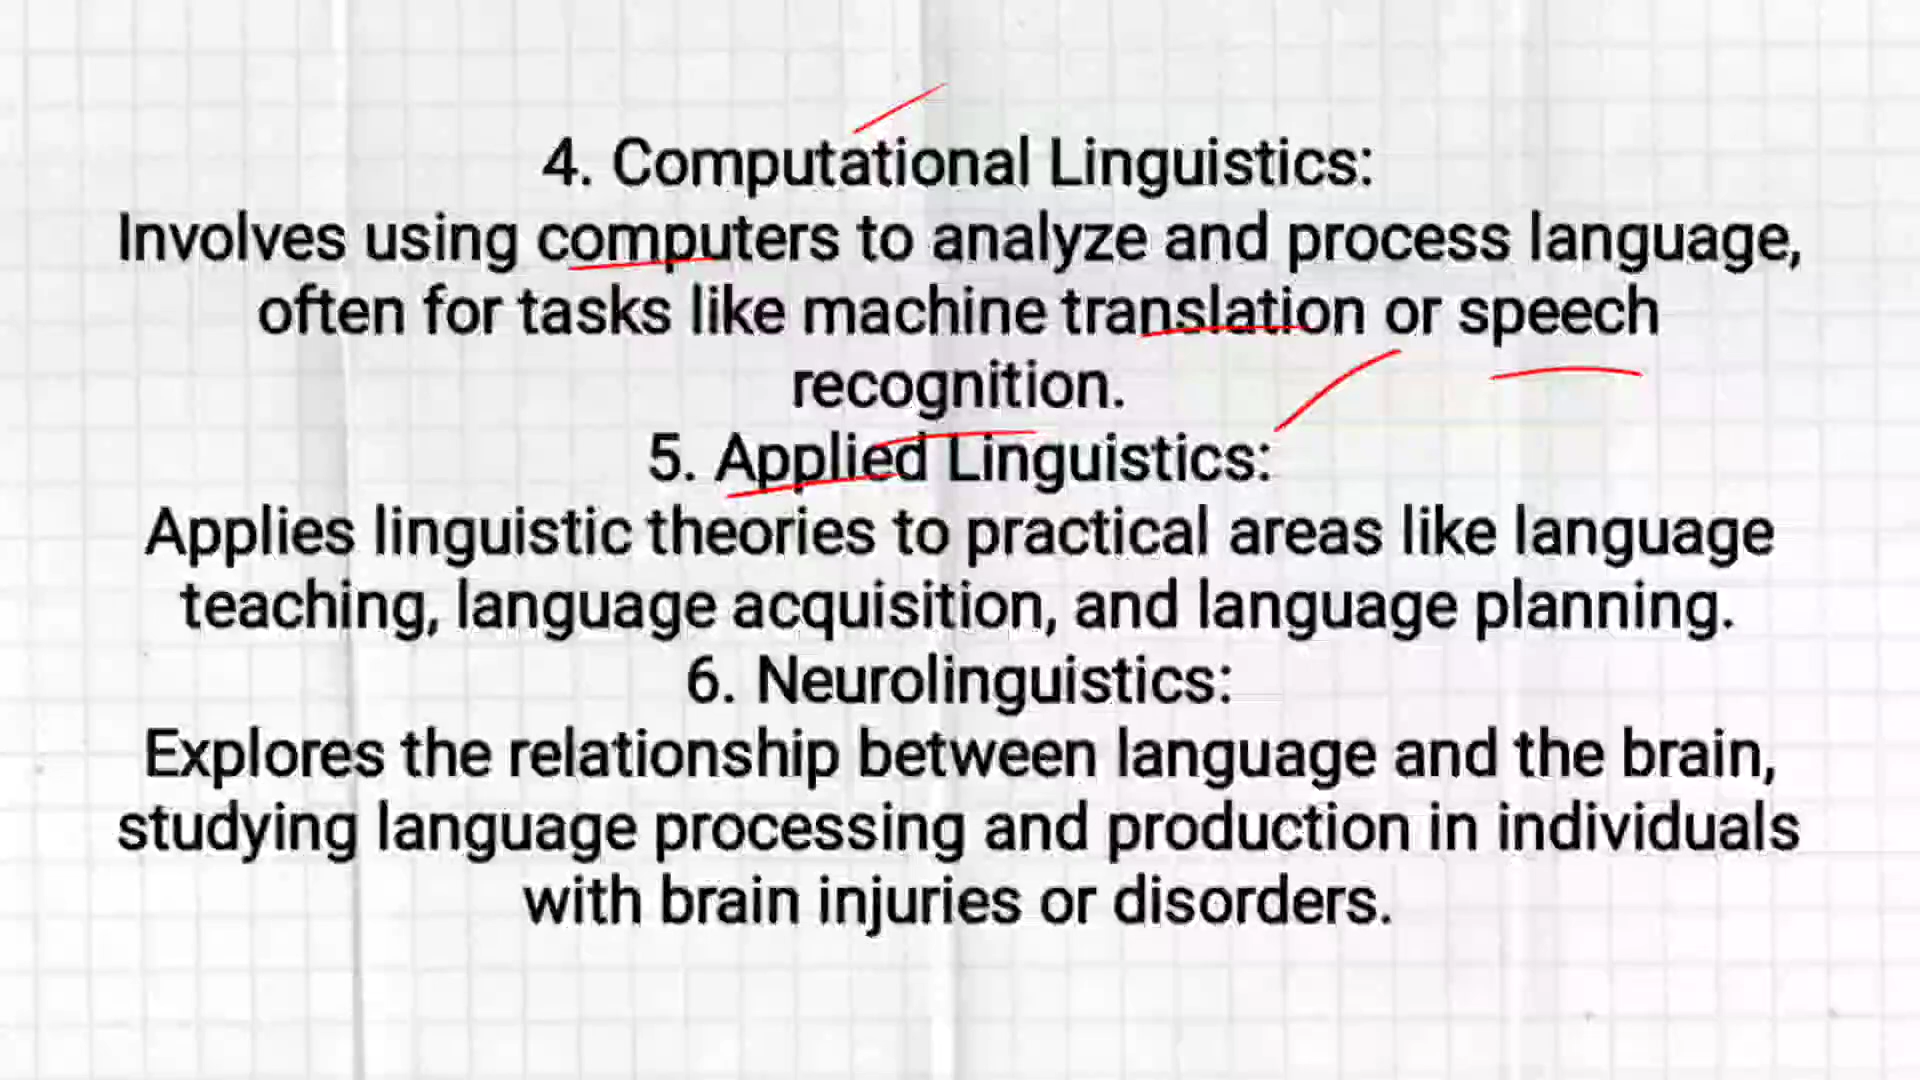 4. Computational Linguistics:
Involves using computers to analyze and process language,
often for tasks like machine translation or speech
recognition.
5. Applied Linguistics:
Applies linguistic theories to practical areas like language
teaching, language acquisition, and language planning.
6. Neurolinguistics:
Explores the relationship between language and the brain,
studying language processing and production in individuals
with brain injuries or disorders.